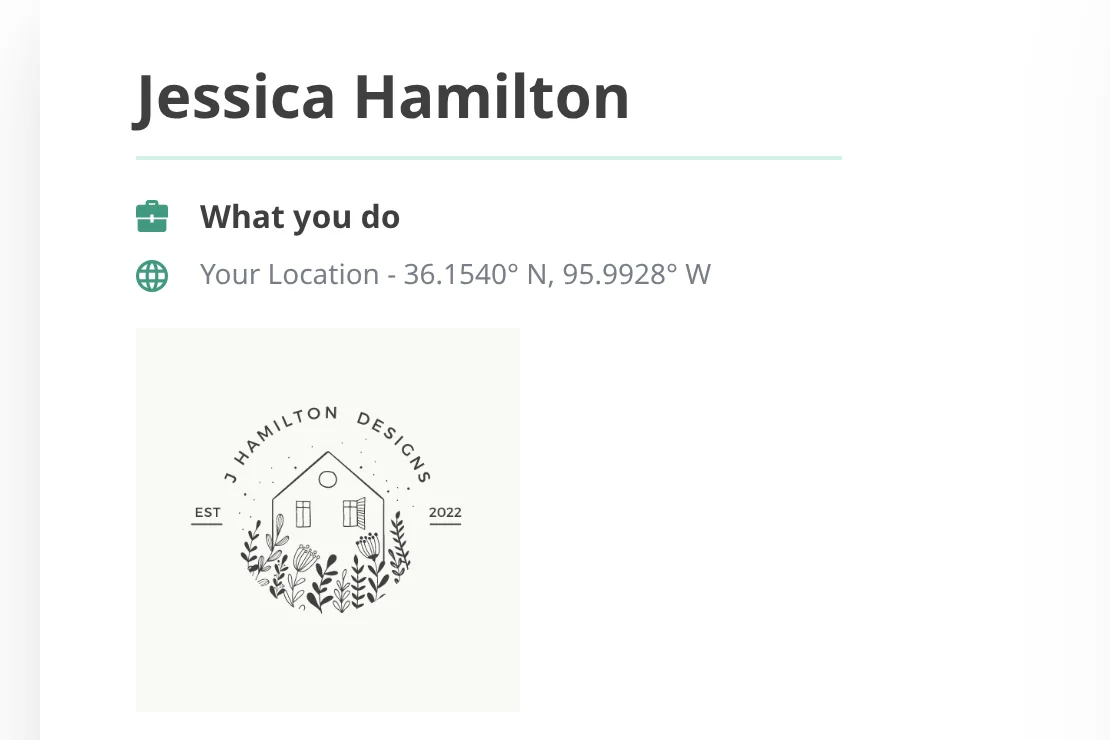 Jessica Hamilton
What you do
Your Location - 36.1540° N, 95.9928° W
J HAMILTON DESIGNS
EST 2022